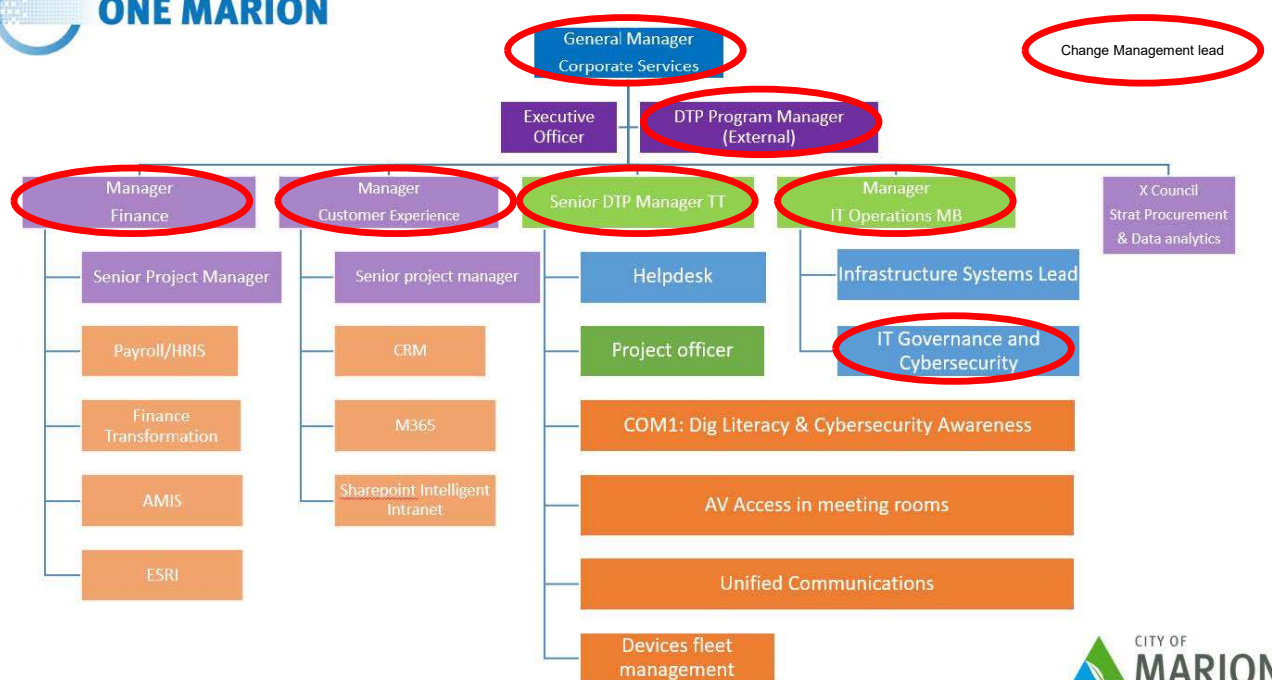 ONE MARION
General Manager
Corporate Services
Change Management lead
Executive
Officer
DTP Program Manager
(External)
Manager
Finance
Manager
Customer Experience
Senior DTP Manager TT
Manager
IT Operations MB
X Council
Strat Procurement
& Data analytics
Senior Project Manager
Payroll/HRIS
Finance
Transformation
AMIS
ESRI
Senior project manager
CRM
M365
Sharepoint Intelligent
Intranet
Helpdesk
Project officer
COM1: Dig Literacy & Cybersecurity Awareness
AV Access in meeting rooms
Unified Communications
Devices fleet
management
Infrastructure Systems Lead
IT Governance and
Cybersecurity
CITY OF
MARION